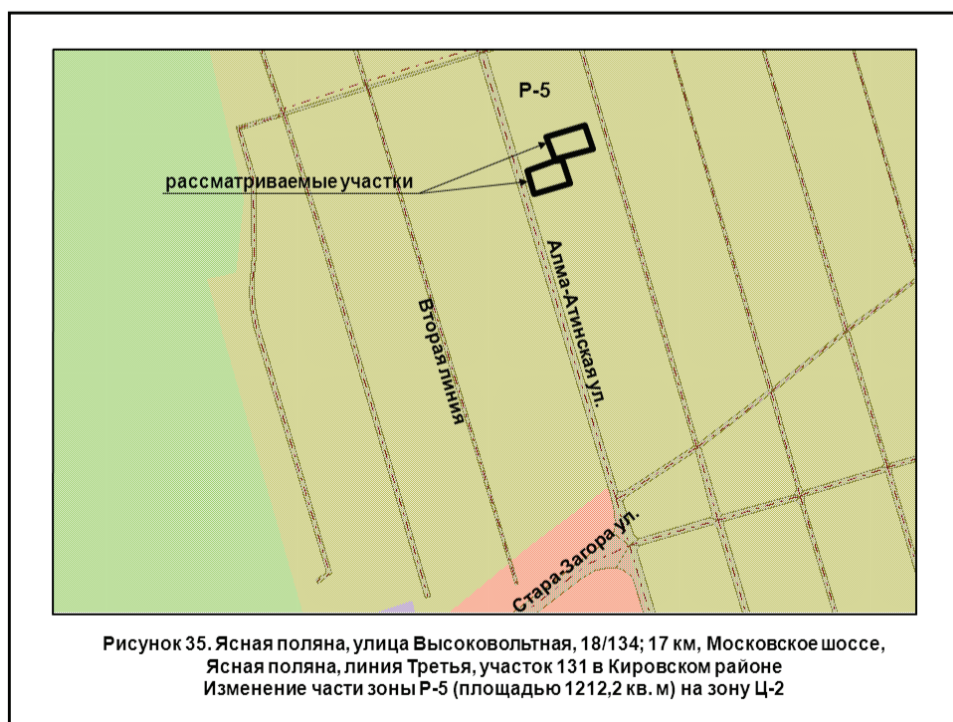 Р-5
рассматриваемые участки
Алма-Атинская ул.
Вторая линия
Стара-Загора ул.
Рисунок 35. Ясная поляна, улица Высоковольтная, 18/134; 17 км, Московское шоссе,
Ясная поляна, линия Третья, участок 131 в Кировском районе
Изменение части зоны Р-5 (площадью 1212,2 кв. м) на зону Ц-2